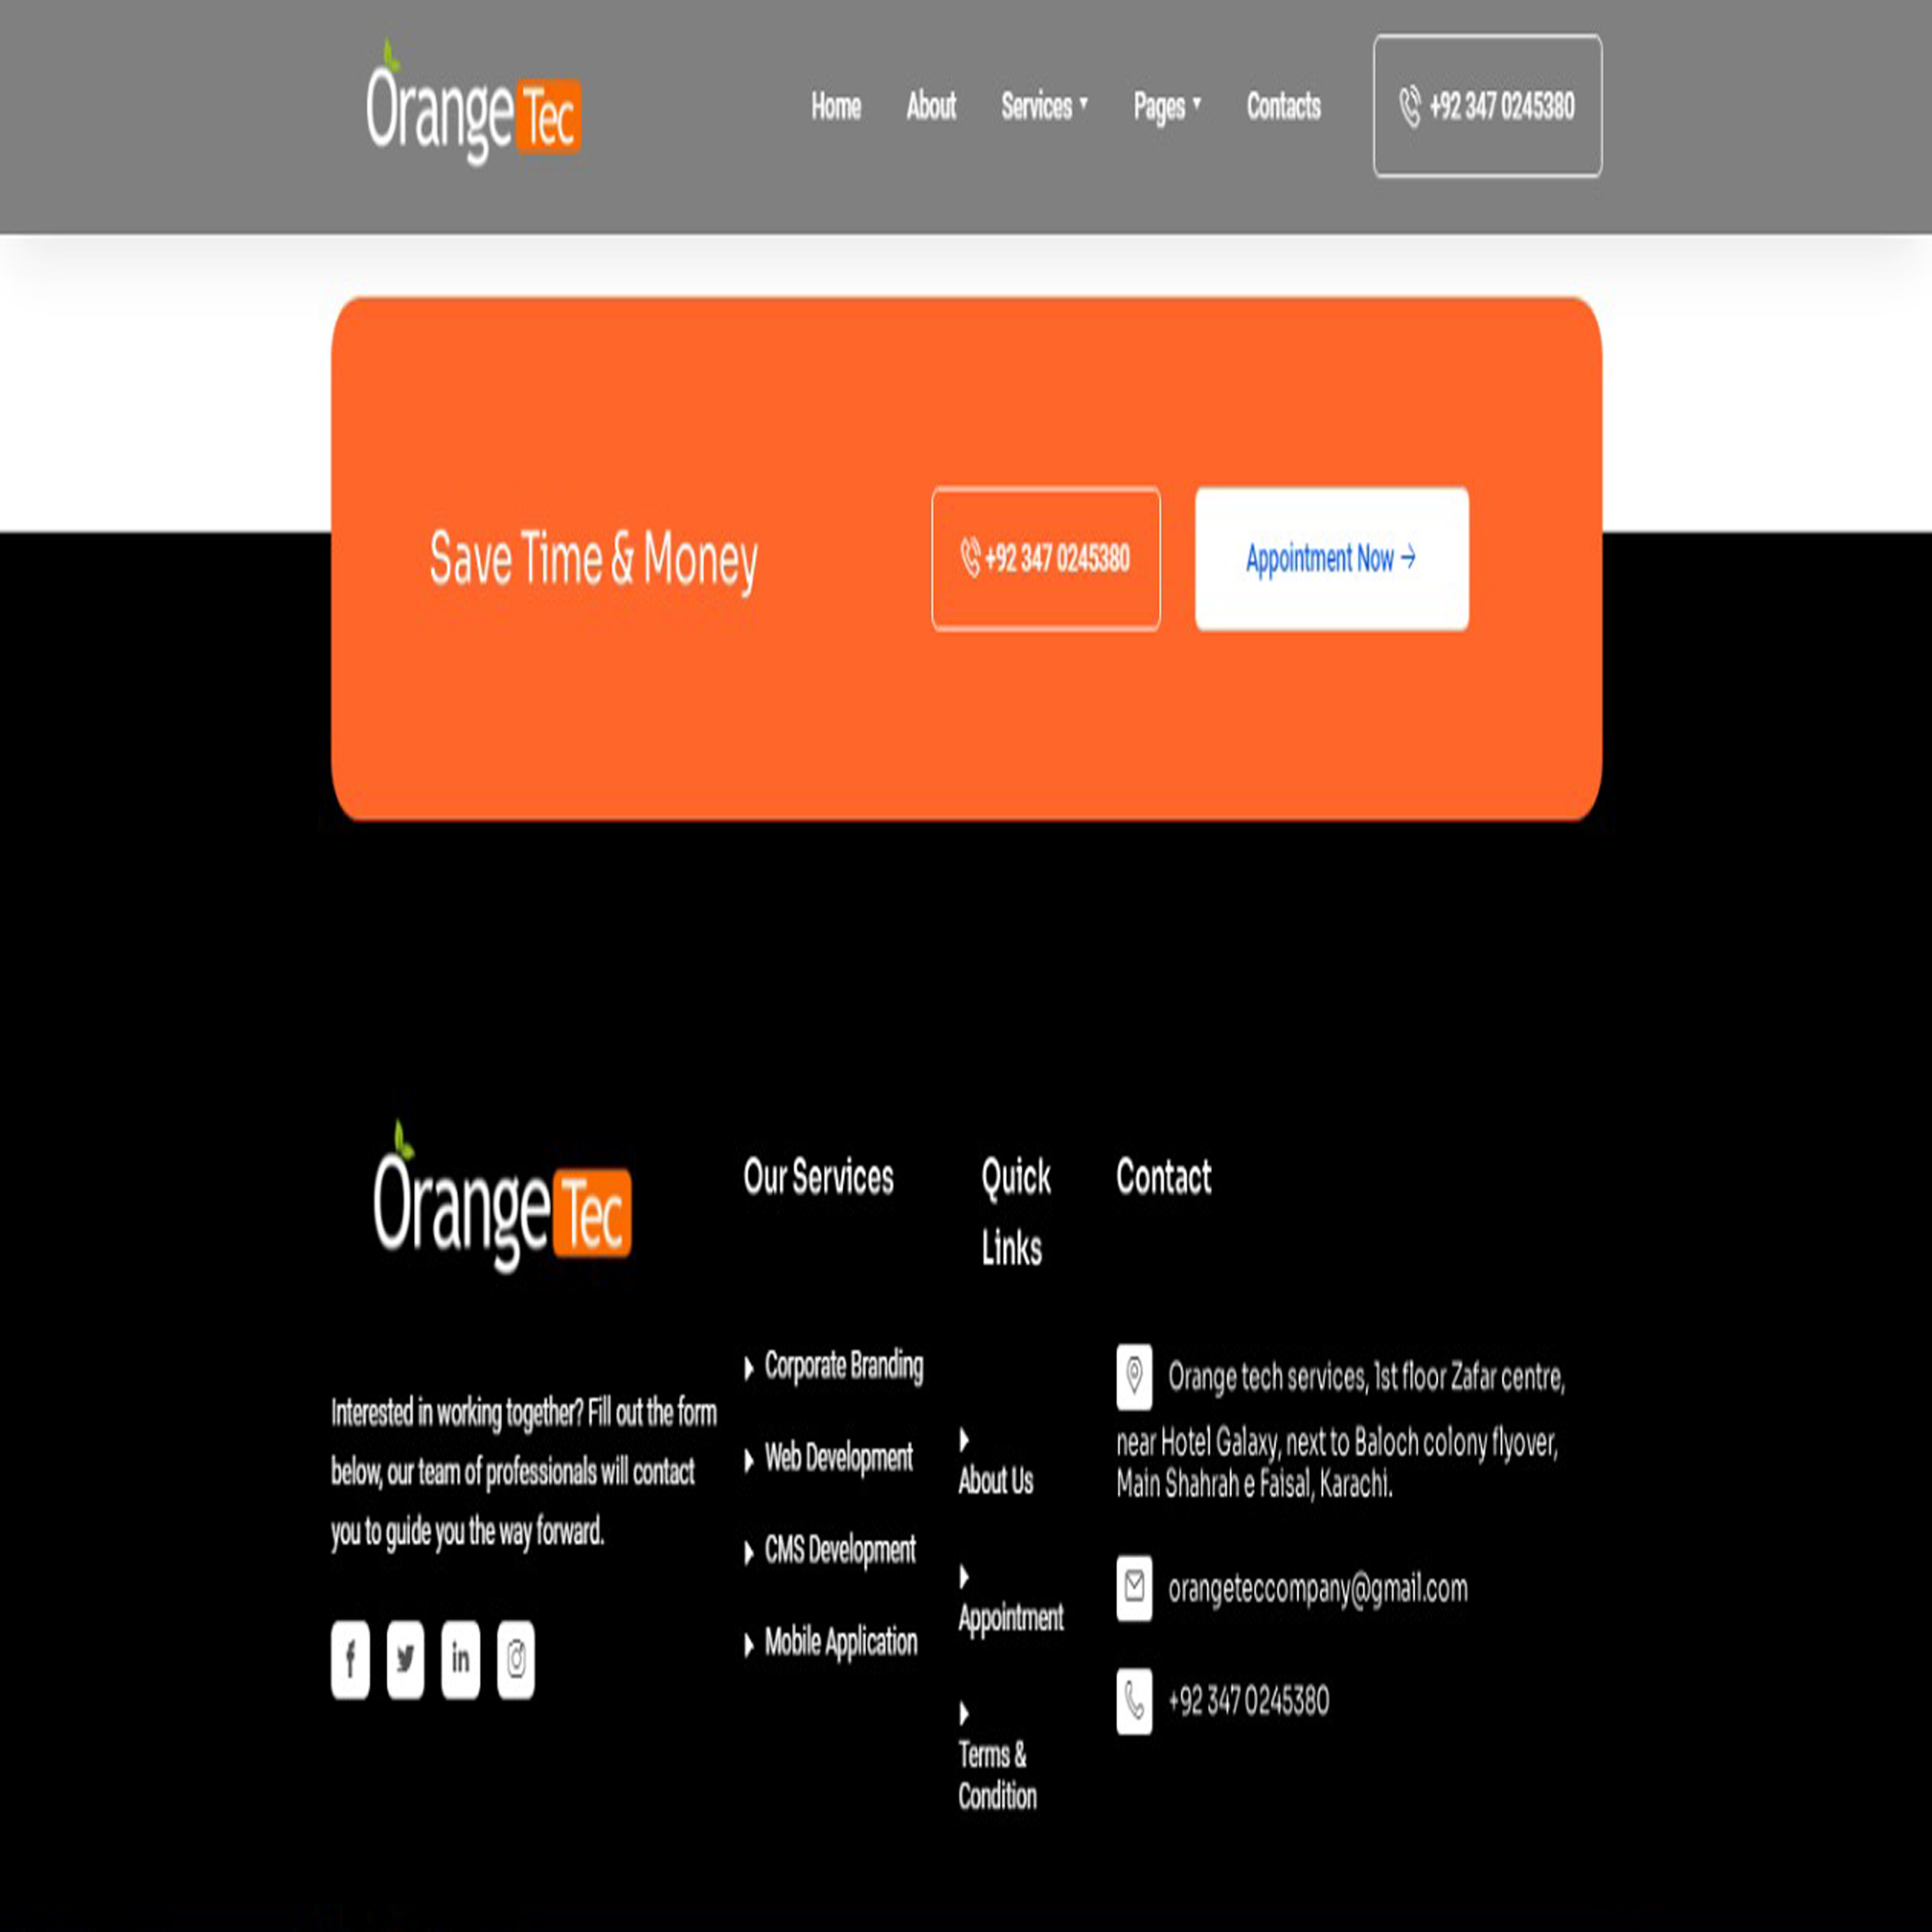 Orange Tec
Home About Services Pages Contacts +92 347 0245380
Save Time & Money
+92 347 0245380
Appointment Now →
Orange Tec
Interested in working together? Fill out the form
below, our team of professionals will contact
you to guide you the way forward.
Our Services
Corporate Branding
Web Development
CMS Development
Mobile Application
Quick
Links
About Us
Appointment
Terms &
Condition
Contact
Orange tech services, 1st floor Zafar centre,
near Hotel Galaxy, next to Baloch colony flyover,
Main Shahrah e Faisal, Karachi.
orangeteccompany@gmail.com
+92 347 0245380